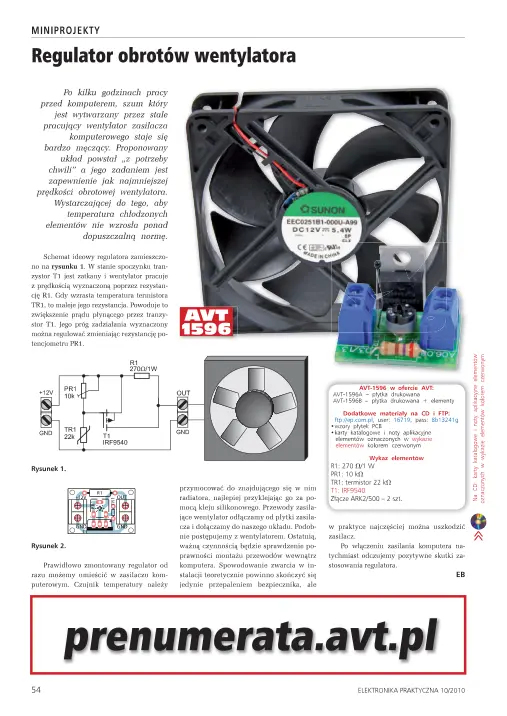 MINIPROJEKTY
Regulator obrotów wentylatora
Po kilku godzinach pracy
przed komputerem, szum który
jest wytwarzany przez stale
pracujący wentylator zasilacza
komputerowego staje się
bardzo męczący. Proponowany
układ powstał „z potrzeby
chwili” a jego zadaniem jest
zapewnienie jak najmniejszej
prędkości obrotowej wentylatora.
Wystarczającej do tego, aby
temperatura chłodzonych
elementów nie wzrosła ponad
dopuszczalną normę.
Schemat ideowy regulatora zamieszczo-
no na rysunku 1. W stanie spoczynku tran-
zystor T1 jest zatkany i wentylator pracuje
z prędkością wyznaczoną poprzez rezystan-
cję R1. Gdy wzrasta temperatura termistora
TR1, to maleje jego rezystancja. Powoduje to
zwiększenie prądu płynącego przez tranzy-
stor T1. Jego próg zadziałania wyznaczony
można regulować zmieniając rezystancję po-
tencjometru PR1.
SUNON
EEC0251B1-000U-A99
DC12V 5.4W
MADE IN CHINA
AVT
1596
R1
270Ω/1W
+12V
PR1
10k
OUT
TR1
22k
T1
IRF9540
GND
GND
Rysunek 1.
R1
Rysunek 2.
Prawidłowo zmontowany regulator od
razu możemy umieścić w zasilaczu kom-
puterowym. Czujnik temperatury należy
przymocować do znajdującego się w nim
radiatora, najlepiej przyklejając go za po-
mocą kleju silikonowego. Przewody zasila-
jące wentylator odłączamy od płytki zasila-
cza i dołączamy do naszego układu. Podob-
nie postępujemy z wentylatorem. Ostatnią,
ważną czynnością będzie sprawdzenie po-
prawności montażu przewodów wewnątrz
komputera. Spowodowanie zwarcia w in-
stalacji teoretycznie powinno skończyć się
jedynie przepaleniem bezpiecznika, ale
AVT-1596 w ofercie AVT:
AVT-1596A – płytka drukowana
AVT-1596B – płytka drukowana + elementy
Dodatkowe materiały na CD i FTP:
ftp://ep.com.pl, user: 16719, pass: 8b13241g
• wzory płytek PCB
• karty katalogowe i noty aplikacyjne
elementów oznaczonych w wykazie
elementów kolorem czerwonym
Wykaz elementów
R1: 270 Ω/1 W
PR1: 10 kΩ
TR1: termistor 22 kΩ
T1: IRF9540
Złącze ARK2/500 – 2 szt.
Na CD: karty katalogowe i noty aplikacyjne elementów
oznaczonych w wykazie elementów kolorem czerwonym
w praktyce najczęściej można uszkodzić
zasilacz.
Po włączeniu zasilania komputera na-
tychmiast odczujemy pozytywne skutki za-
stosowania regulatora.
EB
prenumerata.avt.pl
54
ELEKTRONIKA PRAKTYCZNA 10/2010